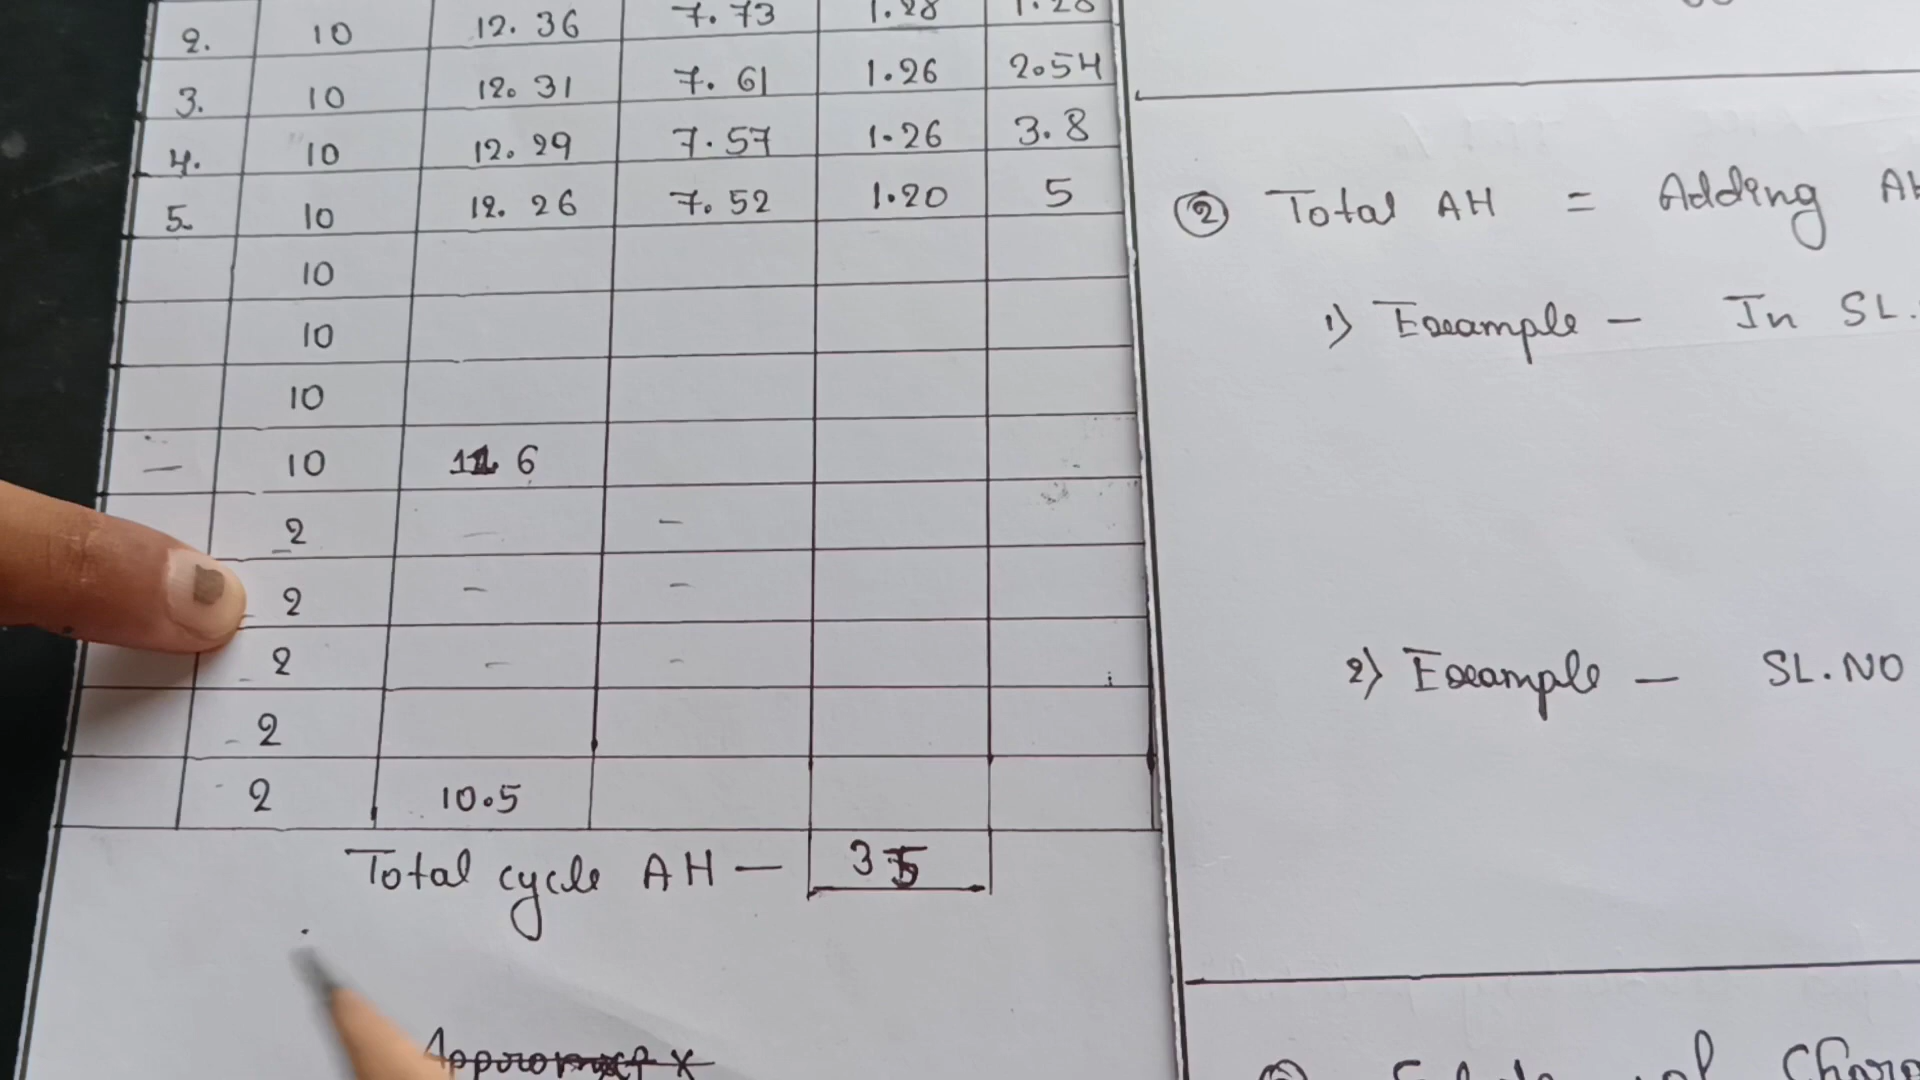 2. 10 12.36 7.73 1.28 1.28
3. 10 12.31 7.61 1.26 2.54
4. 10 12.29 7.57 1.26 3.8
5. 10 12.26 7.52 1.20 5
10
10
10
— 10 11.6
2 - -
2 - -
2 - -
2
2 10.5
Total cycle AH — 35
② Total AH = Adding
1) Example — In SL.
2) Example — SL.NO